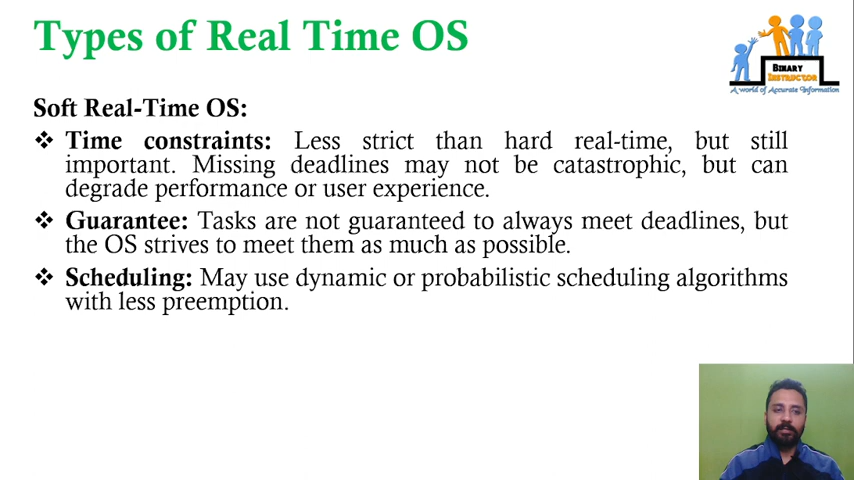 Types of Real Time OS
BINARY
INSTRUCTOR
A world of Accurate Information
Soft Real-Time OS:
❖ Time constraints: Less strict than hard real-time, but still
important. Missing deadlines may not be catastrophic, but can
degrade performance or user experience.
❖ Guarantee: Tasks are not guaranteed to always meet deadlines, but
the OS strives to meet them as much as possible.
❖ Scheduling: May use dynamic or probabilistic scheduling algorithms
with less preemption.